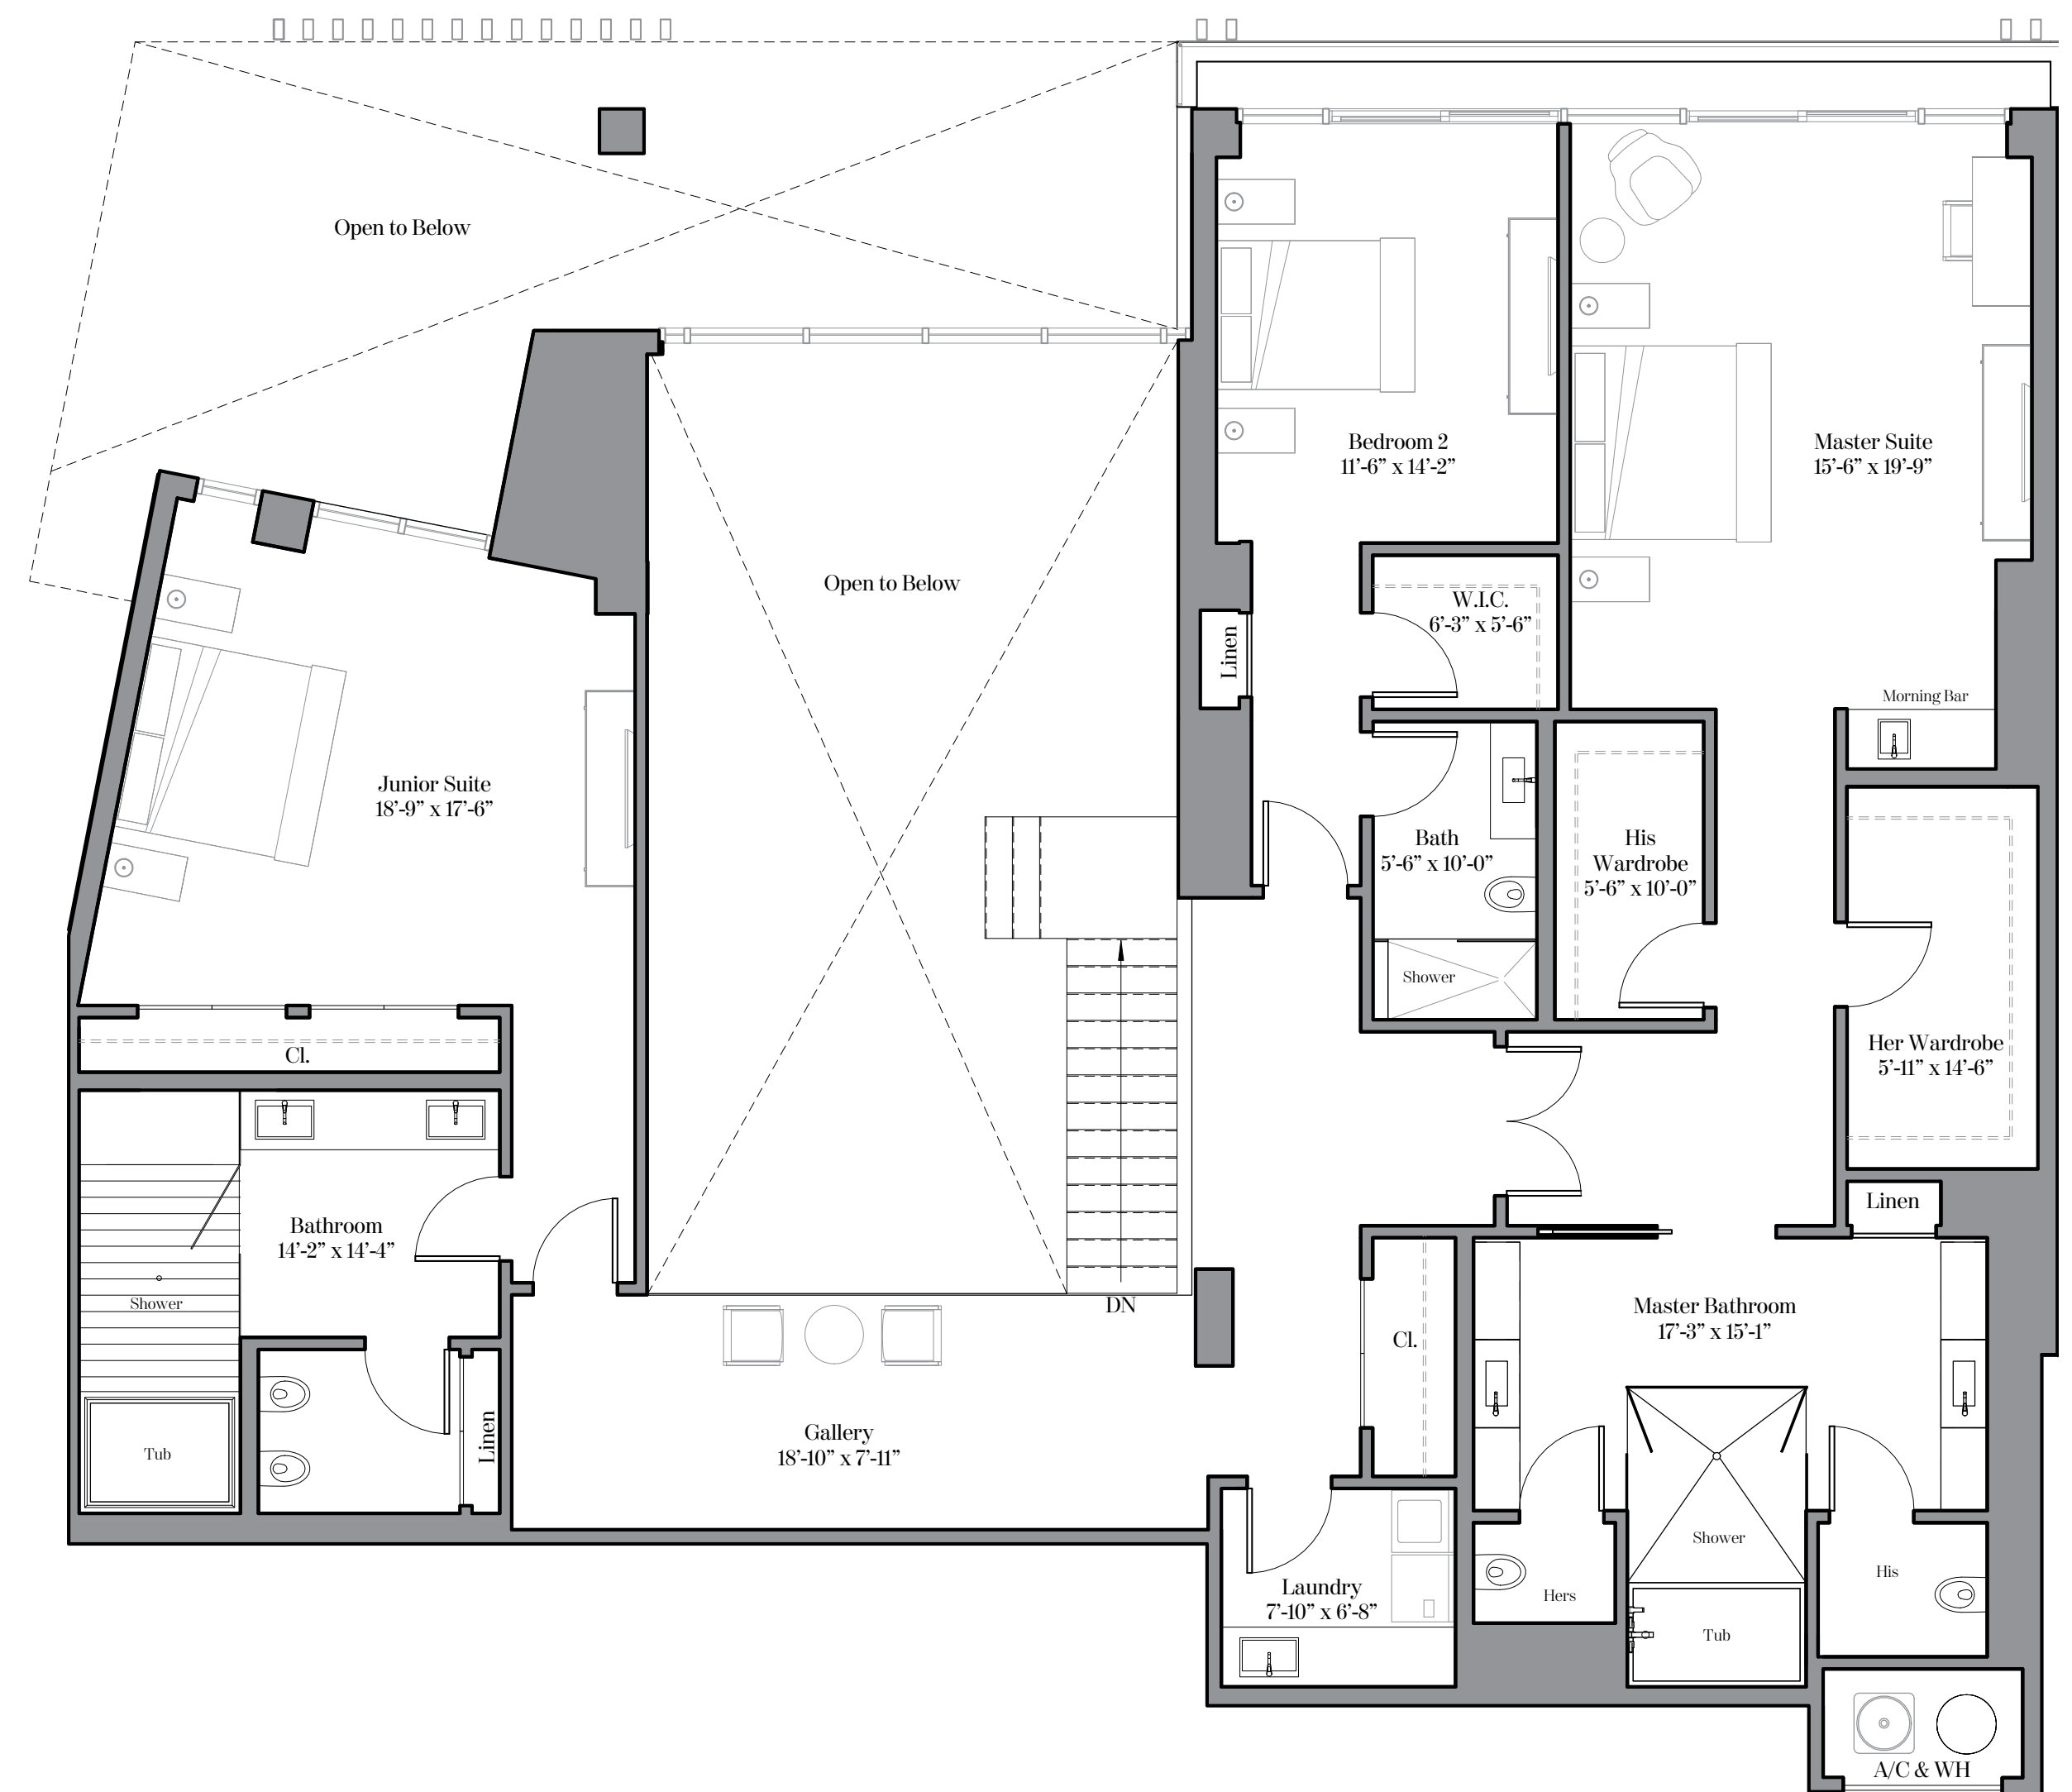 Open to Below
Bedroom 2
11’-6” x 14’-2”
Master Suite
15’-6” x 19’-9”
Open to Below
W.I.C.
6’-3” x 5’-6”
Linen
Morning Bar
Junior Suite
18’-9” x 17’-6”
Bath
5’-6” x 10’-0”
His
Wardrobe
5’-6” x 10’-0”
Shower
Cl.
Her Wardrobe
5’-11” x 14’-6”
Linen
Bathroom
14’-2” x 14’-4”
Shower
DN
Cl.
Master Bathroom
17’-3” x 15’-1”
Tub
Linen
Gallery
18’-10” x 7’-11”
Shower
Laundry
7’-10” x 6’-8”
Hers
His
Tub
A/C & WH